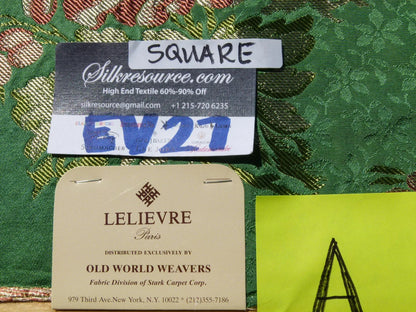 SQUARE
Silkresource.com
High End Textile 60%-90% Off
silkresource@gmail.com +1 215-720 6235
EV27
LELIEVRE
Paris
DISTRIBUTED EXCLUSIVELY BY
OLD WORLD WEAVERS
Fabric Division of Stark Carpet Corp.
979 Third Ave.New York, N.Y. 10022 * (212)355-7186
A